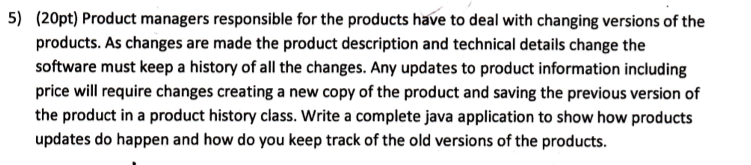 5) (20pt) Product managers responsible for the products have to deal with changing versions of the
products. As changes are made the product description and technical details change the
software must keep a history of all the changes. Any updates to product information including
price will require changes creating a new copy of the product and saving the previous version of
the product in a product history class. Write a complete java application to show how products
updates do happen and how do you keep track of the old versions of the products.